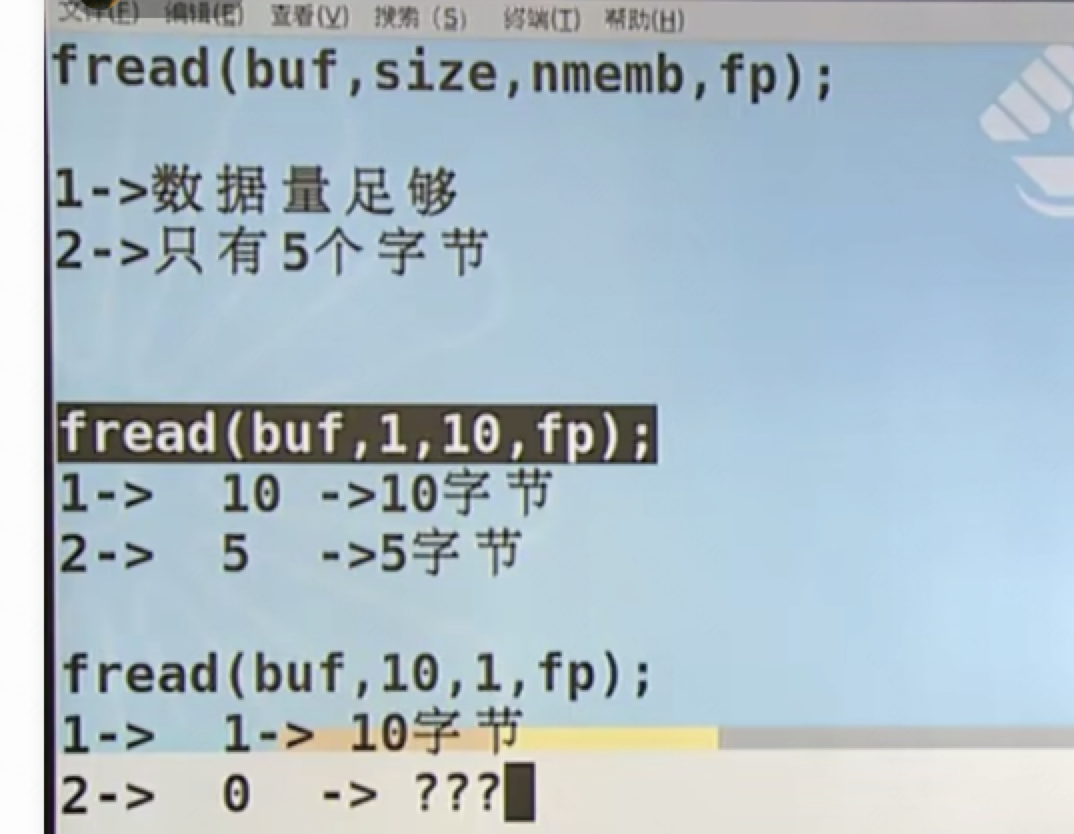 文件(E) 编辑(E) 查看(V) 搜索 (S) 终端(T) 帮助(H)
fread(buf,size,nmemb,fp);
1->数据量足够
2->只有5个字节
fread(buf,1,10,fp);
1-> 10 ->10字节
2-> 5 ->5字节
fread(buf,10,1,fp);
1-> 1-> 10字节
2-> 0 -> ???